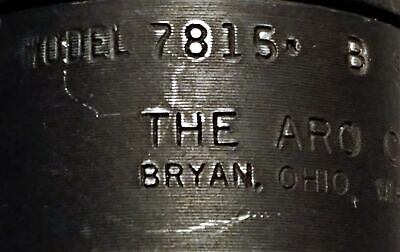 MODEL 7815• B
THE ARO C
BRYAN, OHIO,